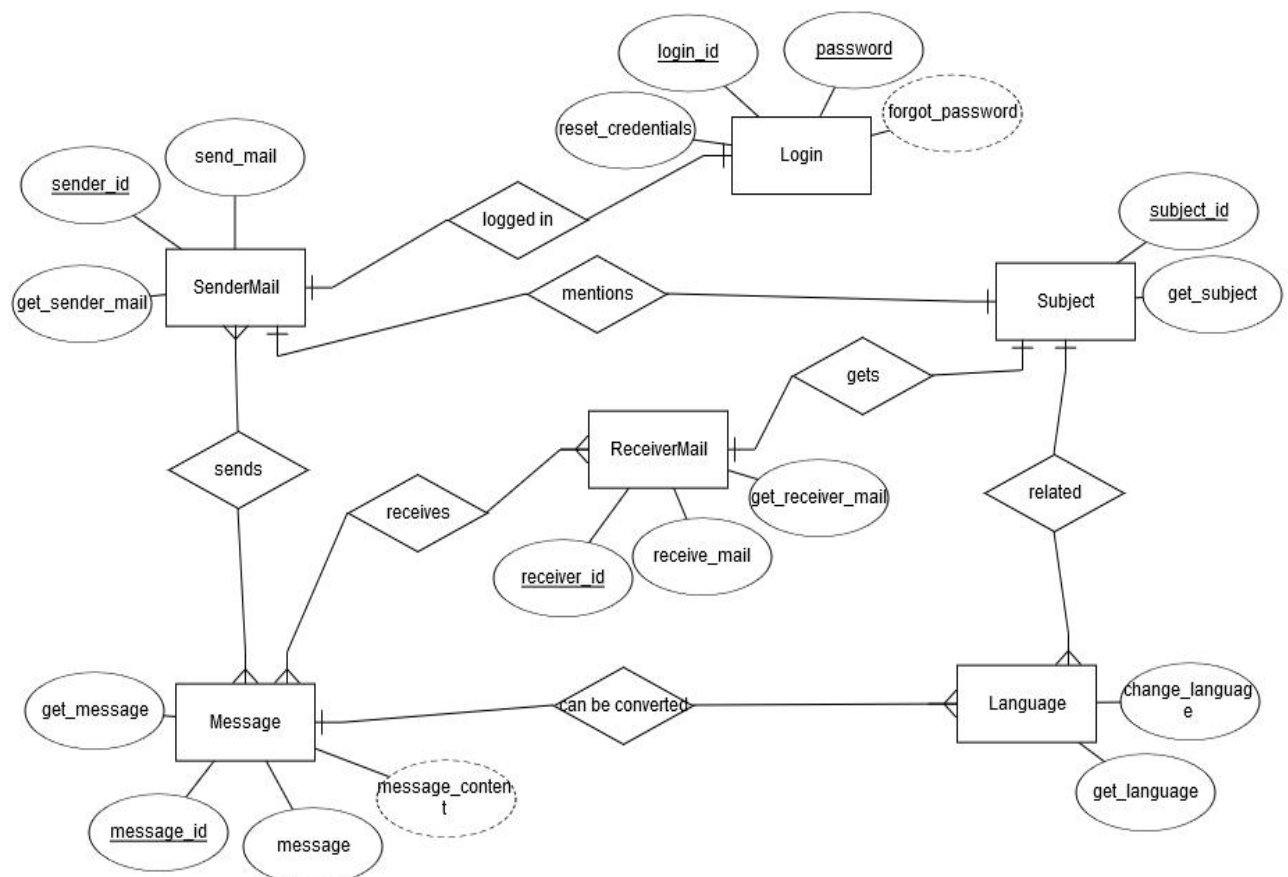 login_id
password
reset_credentials
forgot_password
Login
send_mail
sender_id
logged in
subject_id
SenderMail
get_sender_mail
mentions
Subject
get_subject
gets
ReceiverMail
sends
receives
get_receiver_mail
related
receiver_id
receive_mail
get_message
Message
can be converted
Language
change_languag
e
message_conten
t
get_language
message_id
message